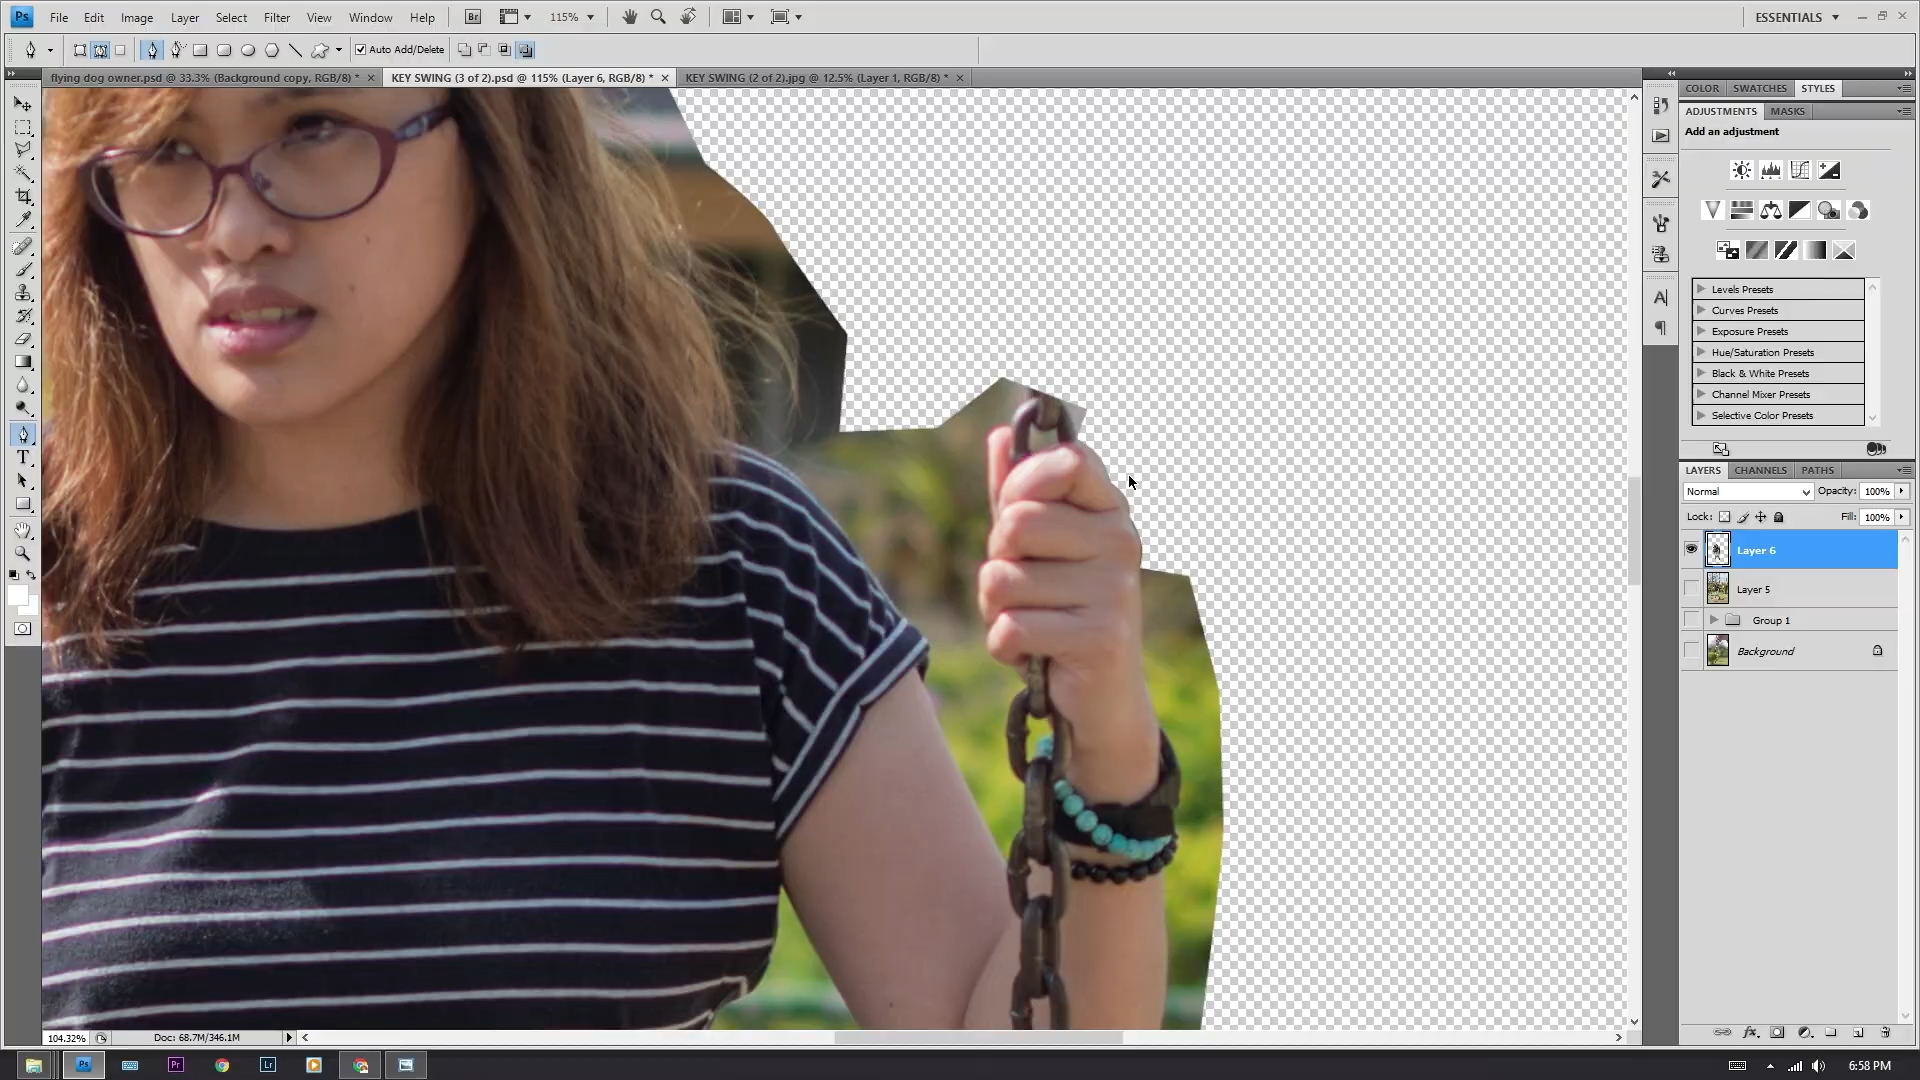 Ps File Edit Image Layer Select Filter View Window Help Br 115% ESSENTIALS
Auto Add/Delete
flying dog owner.psd @ 33.3% (Background copy, RGB/8) * × KEY SWING (3 of 2).psd @ 115% (Layer 6, RGB/8) * × KEY SWING (2 of 2).jpg @ 12.5% (Layer 1, RGB/8) * ×
COLOR SWATCHES STYLES
ADJUSTMENTS MASKS
Add an adjustment
Levels Presets
Curves Presets
Exposure Presets
Hue/Saturation Presets
Black & White Presets
Channel Mixer Presets
Selective Color Presets
LAYERS CHANNELS PATHS
Normal Opacity: 100%
Lock: Fill: 100%
Layer 6
Layer 5
Group 1
Background
104.32% Doc: 68.7M/346.1M
Ps Pr Lr 6:58 PM